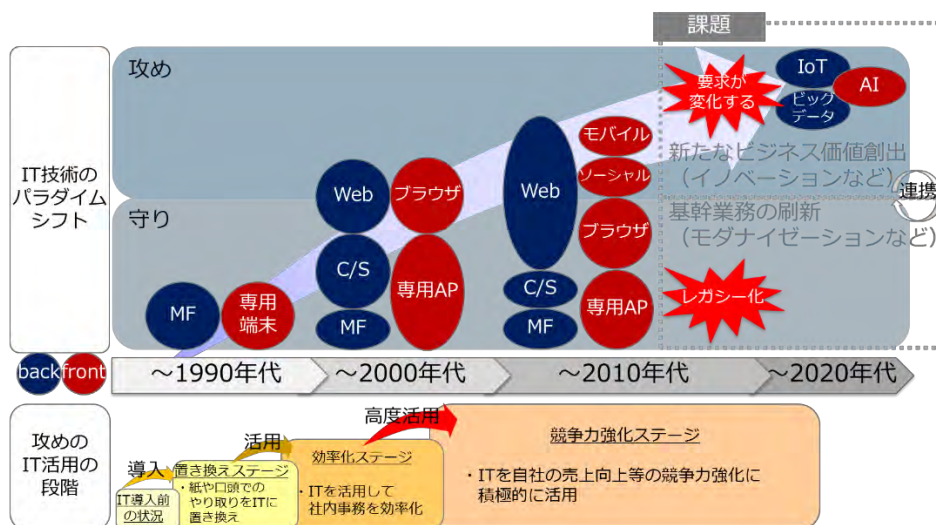 課題
IT技術の
パラダイム
シフト
攻め
守り
要求が
変化する
IoT
AI
ビッグ
データ
モバイル
ソーシャル
Web
ブラウザ
Web
ブラウザ
新たなビジネス価値創出
（イノベーションなど）
連携
基幹業務の刷新
（モダナイゼーションなど）
C/S
専用AP
C/S
専用AP
レガシー化
MF
専用
端末
MF
MF
back
front
～1990年代
～2000年代
～2010年代
～2020年代
攻めの
IT活用の
段階
導入
活用
高度活用
IT導入前
の状況
置き換えステージ
・紙や口頭での
やり取りをITに
置き換え
効率化ステージ
・ITを活用して
社内事務を効率化
競争力強化ステージ
・ITを自社の売上向上等の競争力強化に
積極的に活用